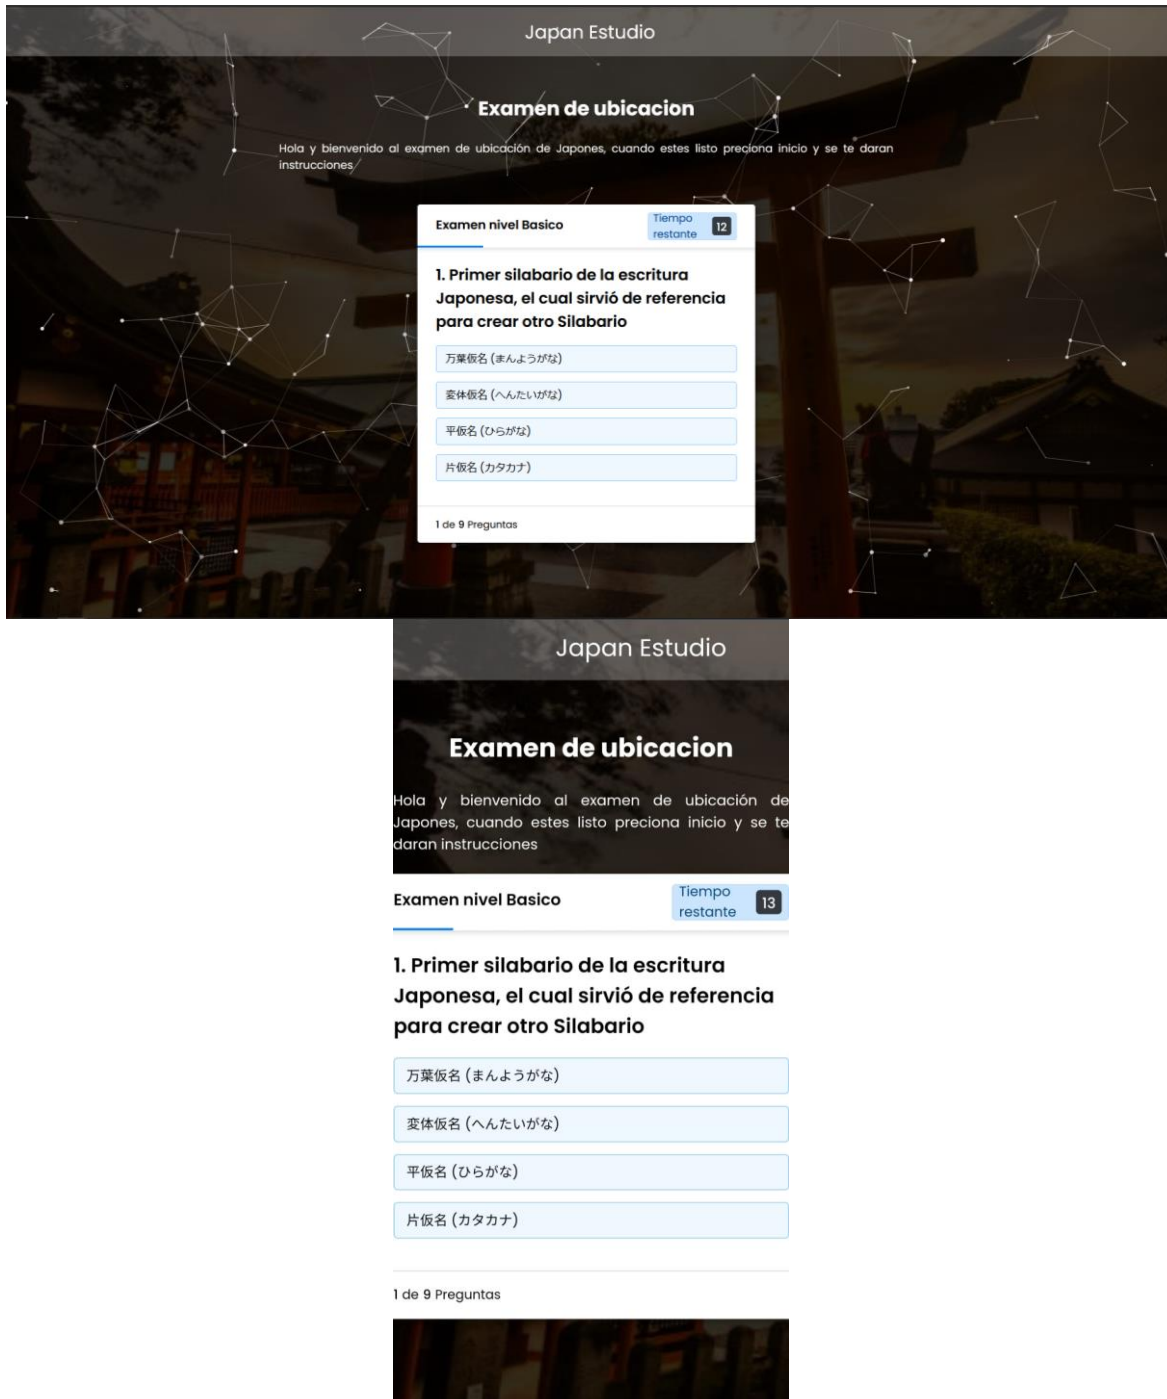 Japan Estudio
Examen de ubicacion
Hola y bienvenido al examen de ubicación de Japones, cuando estes listo preciona inicio y se te daran
instrucciones
Examen nivel Basico
Tiempo
restante
12
1. Primer silabario de la escritura
Japonesa, el cual sirvió de referencia
para crear otro Silabario
万葉仮名 (まんようがな)
変体仮名 (へんたいがな)
平仮名 (ひらがな)
片仮名 (カタカナ)
1 de 9 Preguntas
Japan Estudio
Examen de ubicacion
Hola y bienvenido al examen de ubicación de
Japones, cuando estes listo preciona inicio y se te
daran instrucciones
Examen nivel Basico
Tiempo
restante
13
1. Primer silabario de la escritura
Japonesa, el cual sirvió de referencia
para crear otro Silabario
万葉仮名 (まんようがな)
変体仮名 (へんたいがな)
平仮名 (ひらがな)
片仮名 (カタカナ)
1 de 9 Preguntas